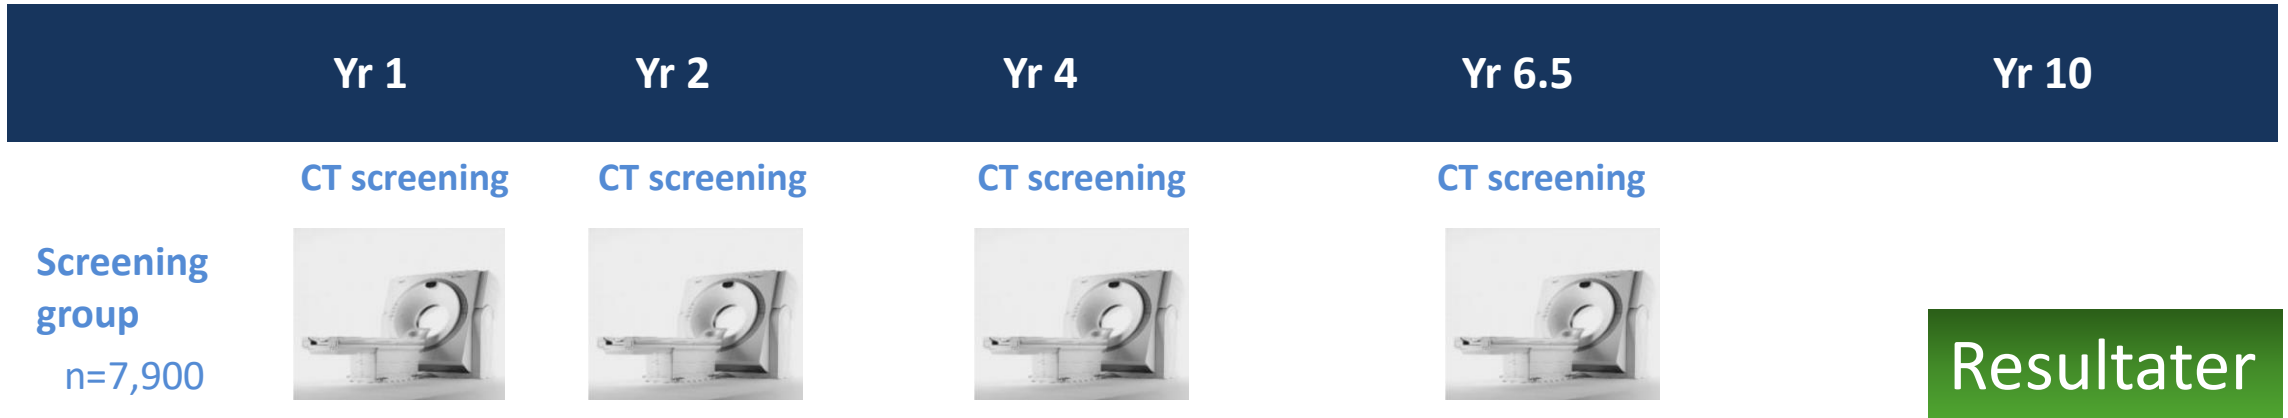 Yr 1 Yr 2 Yr 4 Yr 6.5 Yr 10
CT screening CT screening CT screening CT screening
Screening
group
n=7,900
Resultater